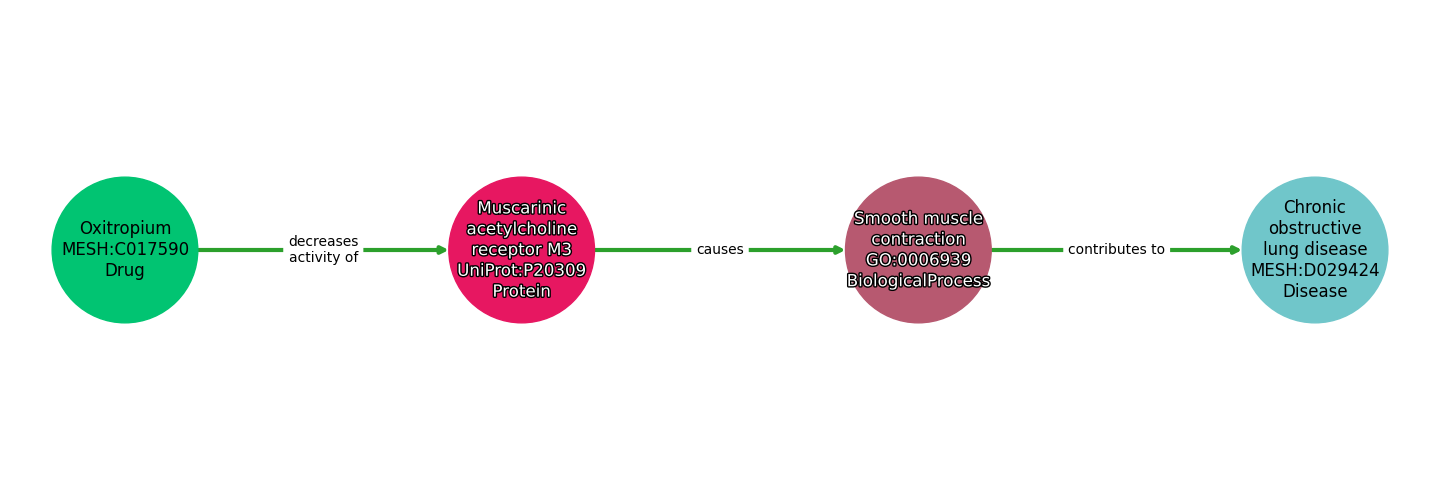 Oxitropium
MESH:C017590
Drug
decreases
activity of
Muscarinic
acetylcholine
receptor M3
UniProt:P20309
Protein
causes
Smooth muscle
contraction
GO:0006939
BiologicalProcess
contributes to
Chronic
obstructive
lung disease
MESH:D029424
Disease